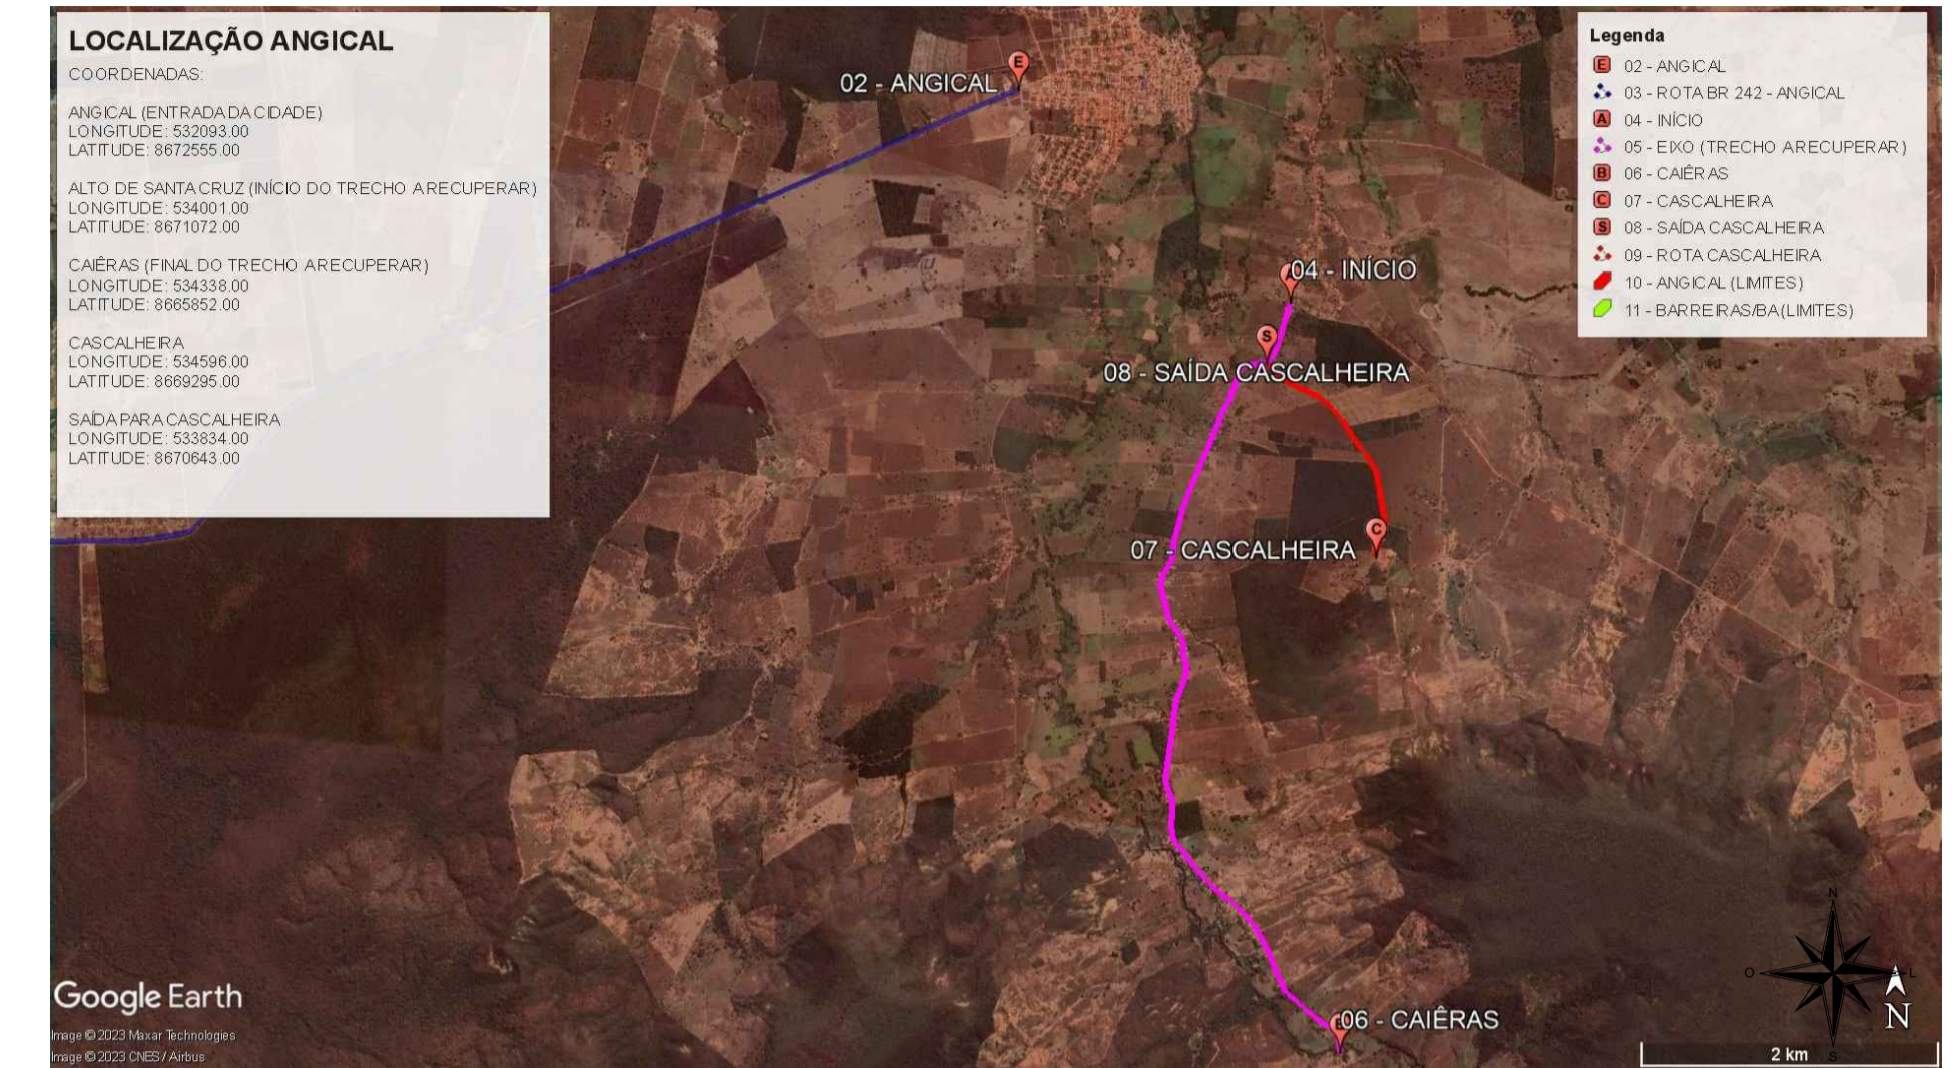 LOCALIZAÇÃO ANGICAL
COORDENADAS:
ANGICAL (ENTRADA DA CIDADE)
LONGITUDE: 532093.00
LATITUDE: 8672555.00
ALTO DE SANTA CRUZ (INÍCIO DO TRECHO A RECUPERAR)
LONGITUDE: 534001.00
LATITUDE: 8671072.00
CAIÊRAS (FINAL DO TRECHO A RECUPERAR)
LONGITUDE: 534338.00
LATITUDE: 8665852.00
CASCALHEIRA
LONGITUDE: 534596.00
LATITUDE: 8669295.00
SAÍDA PARA CASCALHEIRA
LONGITUDE: 533834.00
LATITUDE: 8670643.00
Legenda
E 02 - ANGICAL
03 - ROTA BR 242 - ANGICAL
A 04 - INÍCIO
05 - EIXO (TRECHO A RECUPERAR)
B 06 - CAIÊRAS
C 07 - CASCALHEIRA
S 08 - SAÍDA CASCALHEIRA
09 - ROTA CASCALHEIRA
10 - ANGICAL (LIMITES)
11 - BARREIRAS/BA (LIMITES)
E
02 - ANGICAL
04 - INÍCIO
S
08 - SAÍDA CASCALHEIRA
C
07 - CASCALHEIRA
06 - CAIÊRAS
Google Earth
Image © 2023 Maxar Technologies
Image © 2023 CNES / Airbus
N
O
L
S
N
2 km